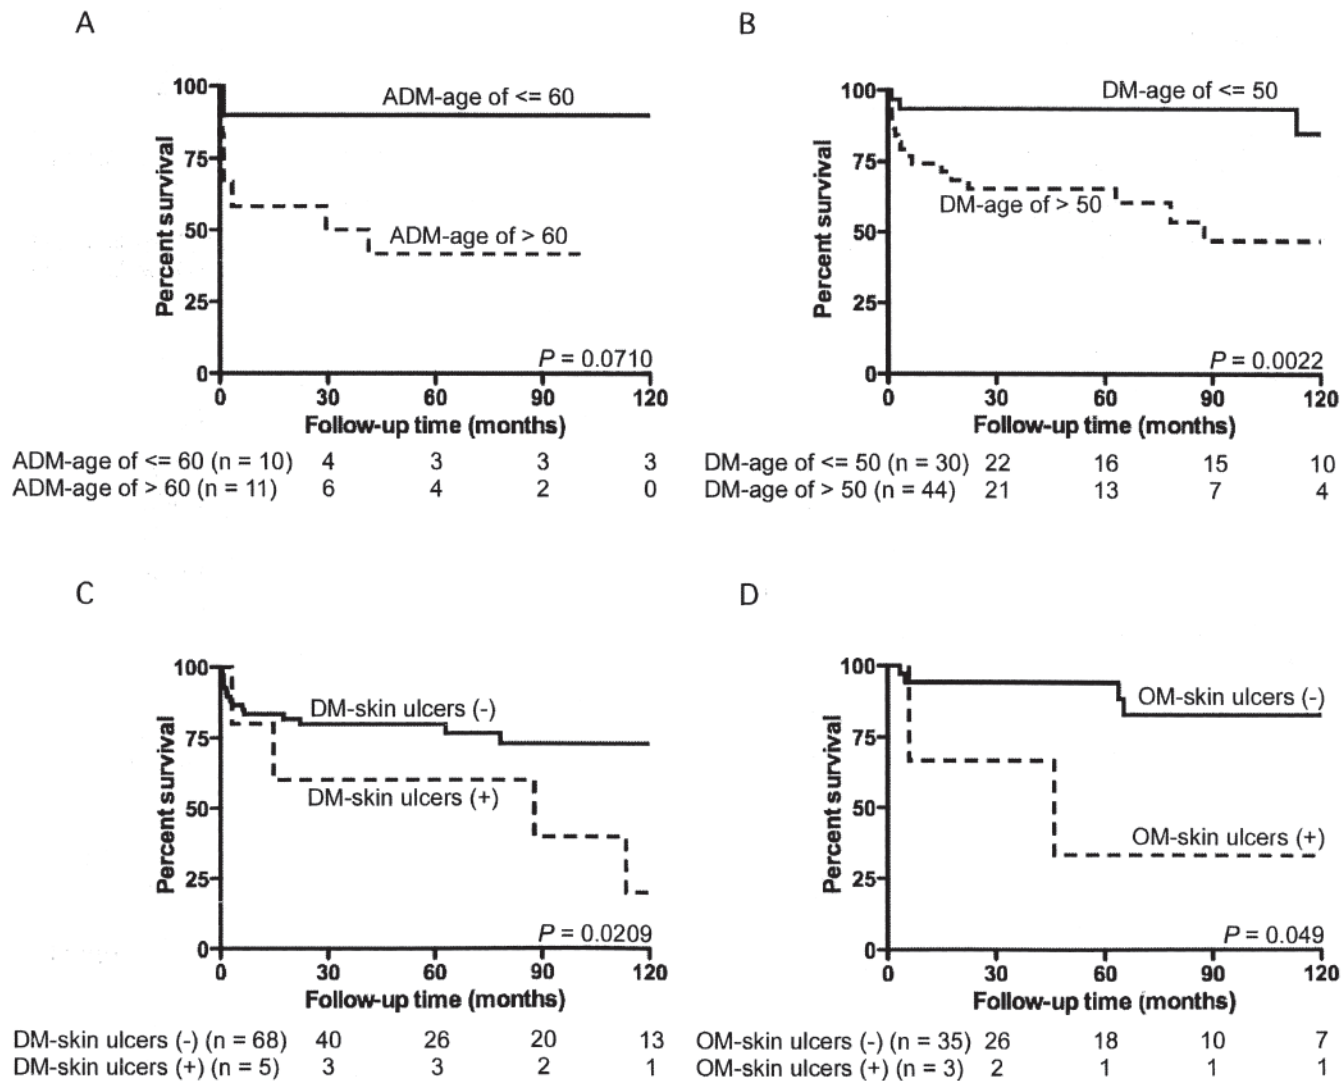 A
100
75
50
25
0
Percent survival
ADM-age of <= 60
ADM-age of > 60
P = 0.0710
0 30 60 90 120
Follow-up time (months)
ADM-age of <= 60 (n = 10) 4 3 3 3
ADM-age of > 60 (n = 11) 6 4 2 0
B
100
75
50
25
0
Percent survival
DM-age of <= 50
DM-age of > 50
P = 0.0022
0 30 60 90 120
Follow-up time (months)
DM-age of <= 50 (n = 30) 22 16 15 10
DM-age of > 50 (n = 44) 21 13 7 4
C
100
75
50
25
0
Percent survival
DM-skin ulcers (-)
DM-skin ulcers (+)
P = 0.0209
0 30 60 90 120
Follow-up time (months)
DM-skin ulcers (-) (n = 68) 40 26 20 13
DM-skin ulcers (+) (n = 5) 3 3 2 1
D
100
75
50
25
0
Percent survival
OM-skin ulcers (-)
OM-skin ulcers (+)
P = 0.049
0 30 60 90 120
Follow-up time (months)
OM-skin ulcers (-) (n = 35) 26 18 10 7
OM-skin ulcers (+) (n = 3) 2 1 1 1